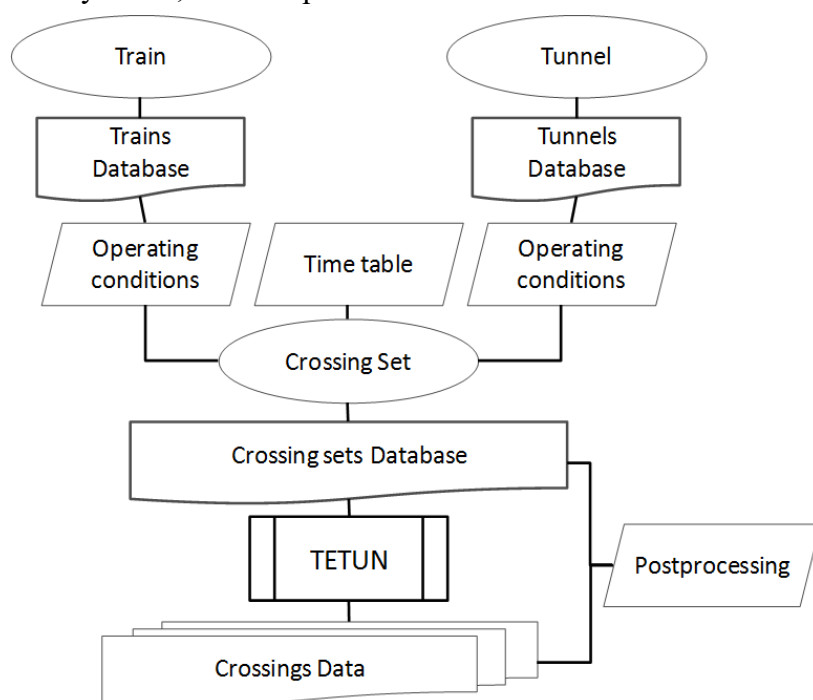 Train
Tunnel
Trains
Database
Tunnels
Database
Operating
conditions
Time table
Operating
conditions
Crossing Set
Crossing sets Database
TETUN
Postprocessing
Crossings Data